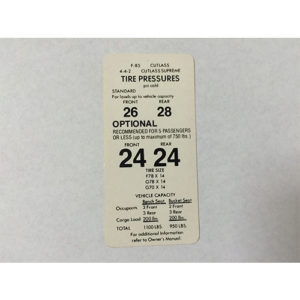 F-85 CUTLASS
4-4-2 CUTLASS SUPREME
TIRE PRESSURES
psi cold
STANDARD
For loads up to vehicle capacity
FRONT REAR
26 28
OPTIONAL
RECOMMENDED FOR 5 PASSENGERS
OR LESS (up to maximum of 750 lbs.)
FRONT REAR
24 24
TIRE SIZE
F78 X 14
G78 X 14
G70 X 14
VEHICLE CAPACITY
Bench Seat Bucket Seat
Occupants 3 Front 2 Front
3 Rear 3 Rear
Cargo Load 200 lbs. 200 lbs.
TOTAL 1100 LBS. 950 LBS.
For additional information
refer to Owner's Manual.